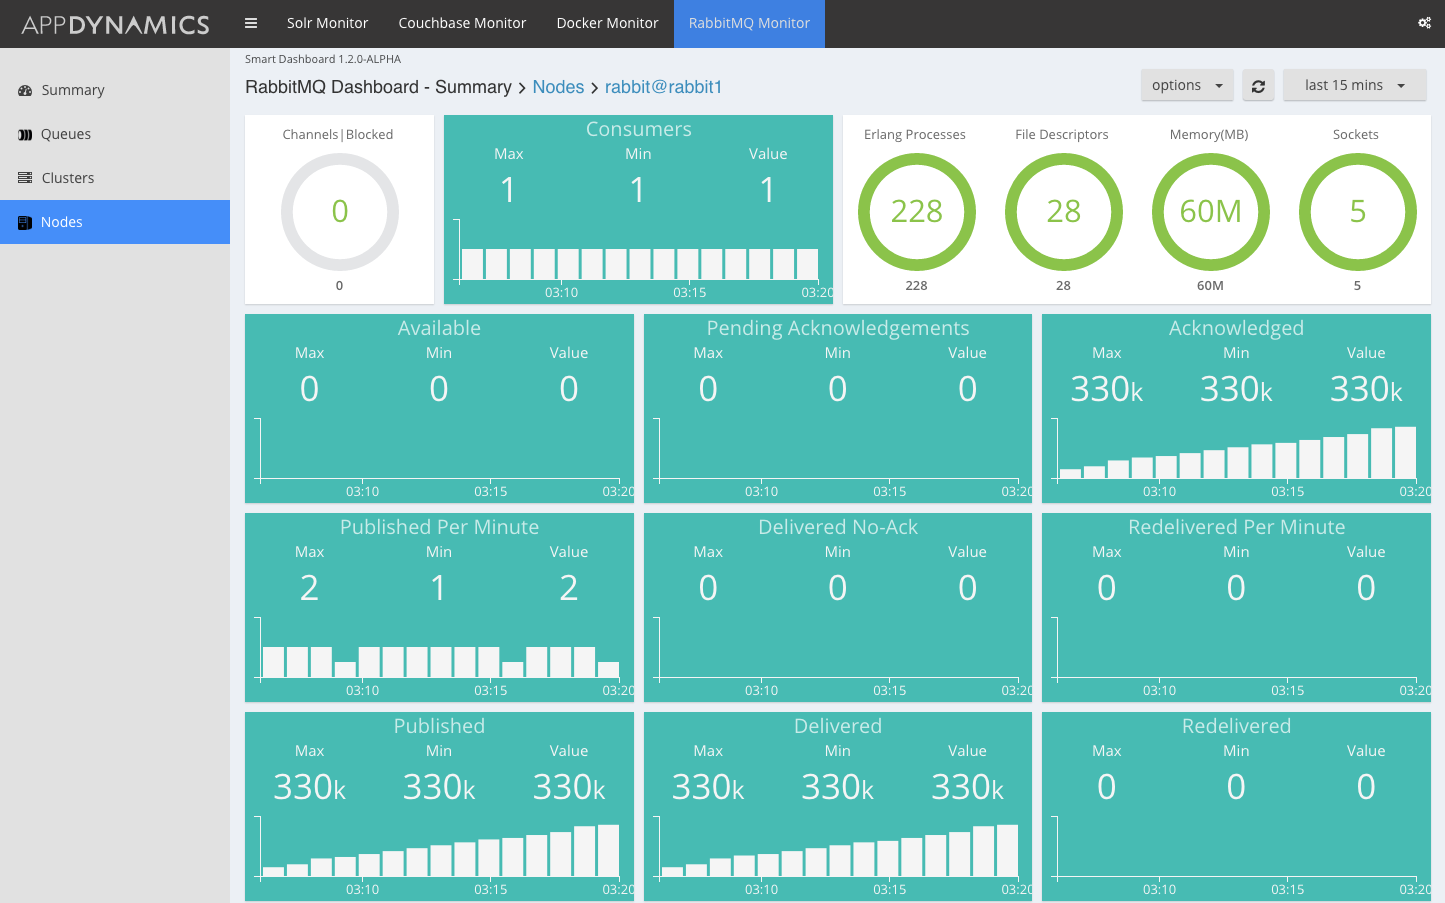 APPDYNAMICS
Solr Monitor Couchbase Monitor Docker Monitor RabbitMQ Monitor
Summary
Queues
Clusters
Nodes
Smart Dashboard 1.2.0-ALPHA
RabbitMQ Dashboard - Summary > Nodes > rabbit@rabbit1
options last 15 mins
Channels|Blocked
0
0
Consumers
Max Min Value
1 1 1
03:10 03:15 03:20
Erlang Processes File Descriptors Memory(MB) Sockets
228 28 60M 5
228 28 60M 5
Available
Max Min Value
0 0 0
03:10 03:15 03:20
Pending Acknowledgements
Max Min Value
0 0 0
03:10 03:15 03:20
Acknowledged
Max Min Value
330k 330k 330k
03:10 03:15 03:20
Published Per Minute
Max Min Value
2 1 2
03:10 03:15 03:20
Delivered No-Ack
Max Min Value
0 0 0
03:10 03:15 03:20
Redelivered Per Minute
Max Min Value
0 0 0
03:10 03:15 03:20
Published
Max Min Value
330k 330k 330k
03:10 03:15 03:20
Delivered
Max Min Value
330k 330k 330k
03:10 03:15 03:20
Redelivered
Max Min Value
0 0 0
03:10 03:15 03:20